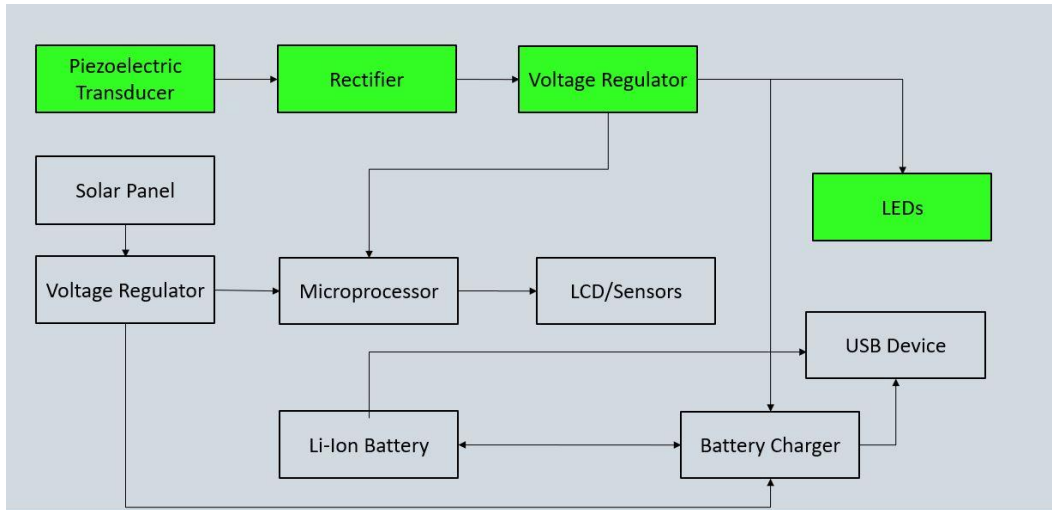 Piezoelectric
Transducer
Rectifier
Voltage Regulator
Solar Panel
LEDs
Voltage Regulator
Microprocessor
LCD/Sensors
USB Device
Li-Ion Battery
Battery Charger